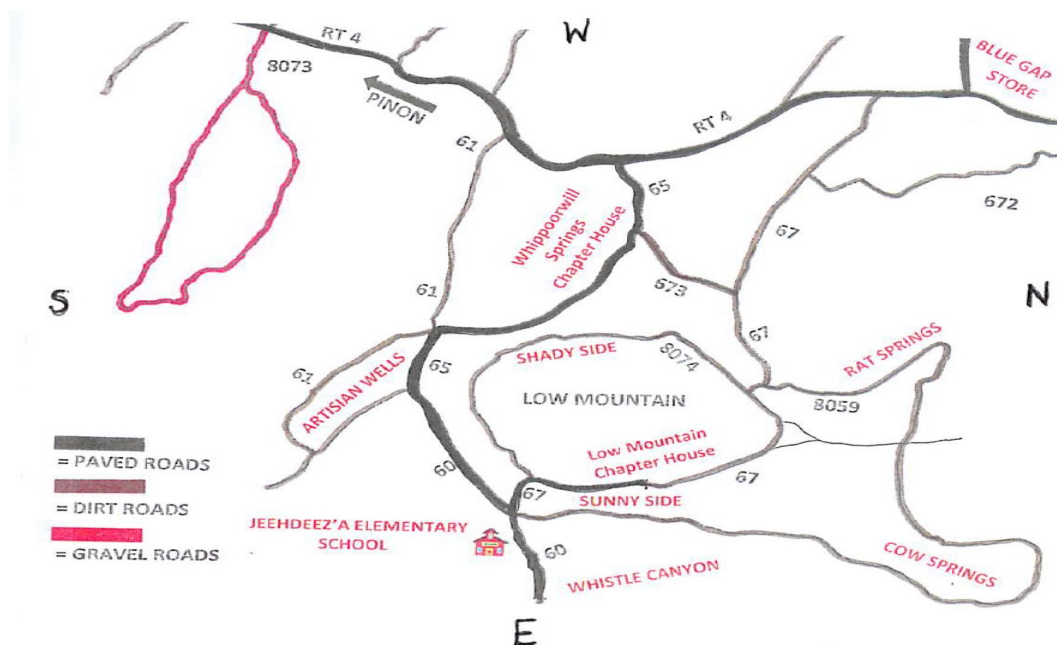 W
RT 4
8073
PINON
BLUE GAP
STORE
RT 4
61
65
672
Whippoorwill
Springs
Chapter House
67
S
61
673
N
67
65
SHADY SIDE
8074
RAT SPRINGS
61
ARTISIAN WELLS
LOW MOUNTAIN
8059
= PAVED ROADS
60
Low Mountain
Chapter House
67
67
= DIRT ROADS
SUNNY SIDE
JEEHDEEZ'A ELEMENTARY
SCHOOL
= GRAVEL ROADS
60
WHISTLE CANYON
COW SPRINGS
E